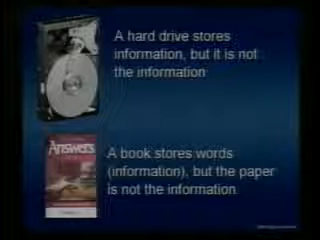 A hard drive stores
information, but it is not
the information
A book stores words
(information), but the paper
is not the information
Answers